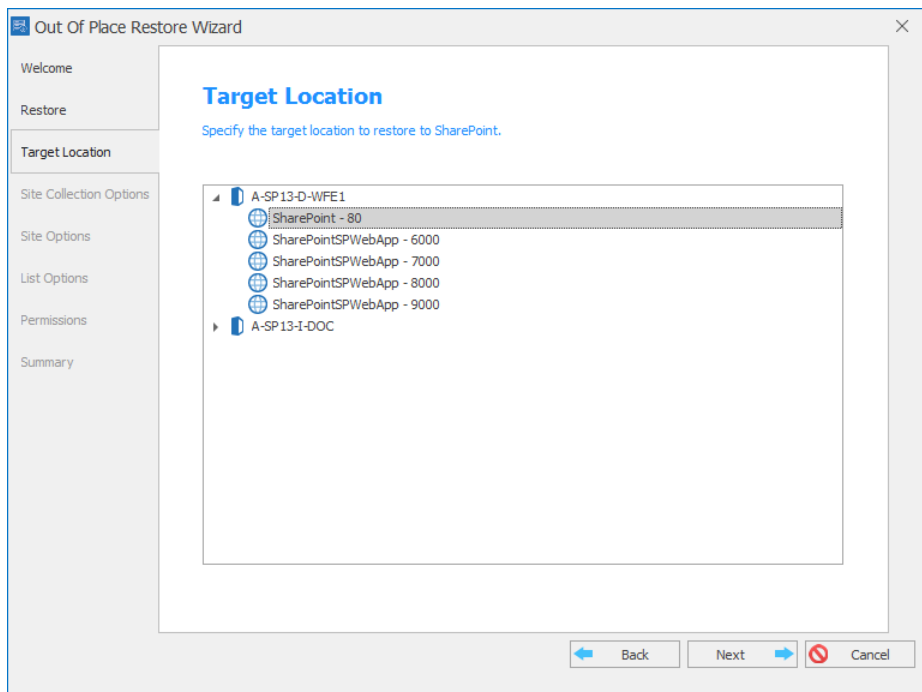 Out Of Place Restore Wizard
Welcome
Restore
Target Location
Site Collection Options
Site Options
List Options
Permissions
Summary
Target Location
Specify the target location to restore to SharePoint.
A-SP13-D-WFE1
SharePoint - 80
SharePointSPWebApp - 6000
SharePointSPWebApp - 7000
SharePointSPWebApp - 8000
SharePointSPWebApp - 9000
A-SP13-I-DOC
Back
Next
Cancel